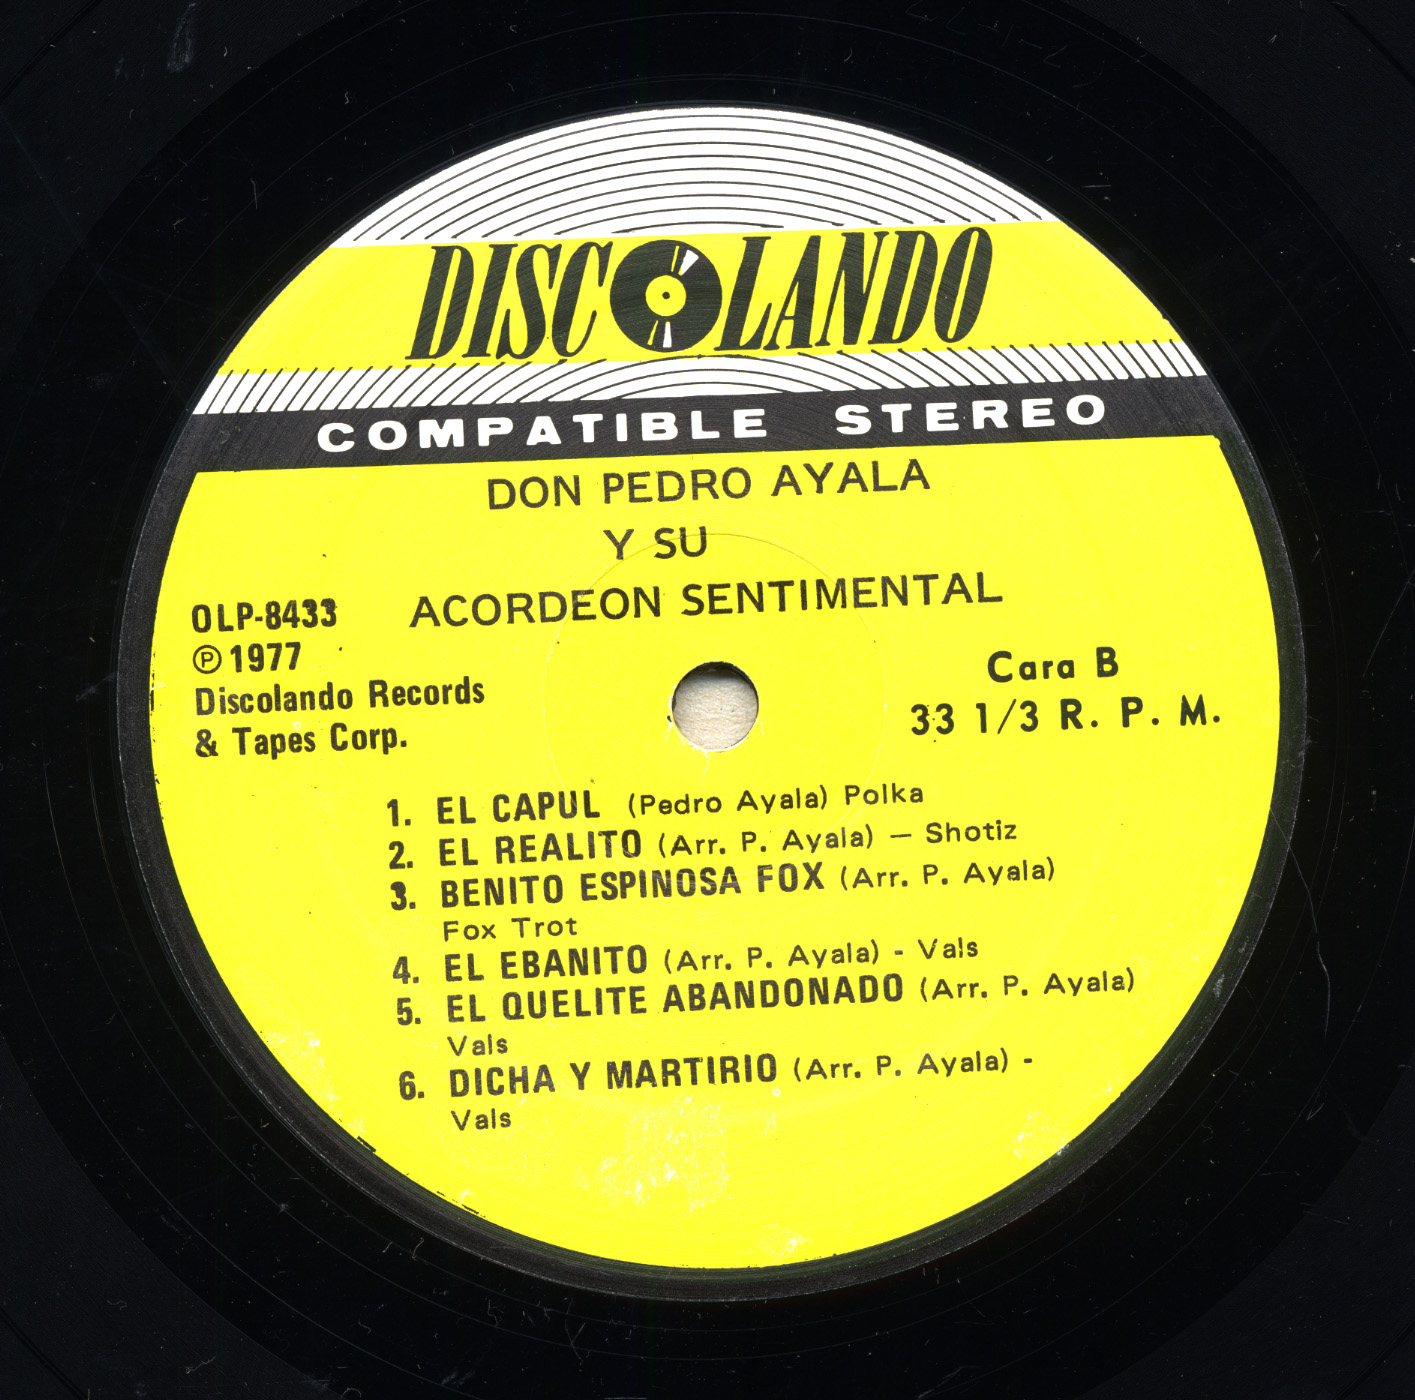 DISCOLANDO
COMPATIBLE STEREO
DON PEDRO AYALA
Y SU
ACORDEON SENTIMENTAL
OLP-8433
℗ 1977
Discolando Records
& Tapes Corp.
Cara B
33 1/3 R. P. M.
1. EL CAPUL (Pedro Ayala) Polka
2. EL REALITO (Arr. P. Ayala) — Shotiz
3. BENITO ESPINOSA FOX (Arr. P. Ayala)
Fox Trot
4. EL EBANITO (Arr. P. Ayala) - Vals
5. EL QUELITE ABANDONADO (Arr. P. Ayala)
Vals
6. DICHA Y MARTIRIO (Arr. P. Ayala) -
Vals